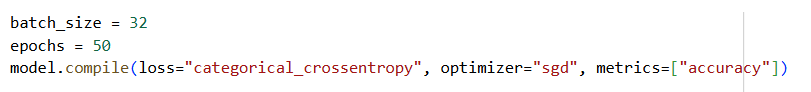 batch_size = 32
epochs = 50
model.compile(loss="categorical_crossentropy", optimizer="sgd", metrics=["accuracy"])